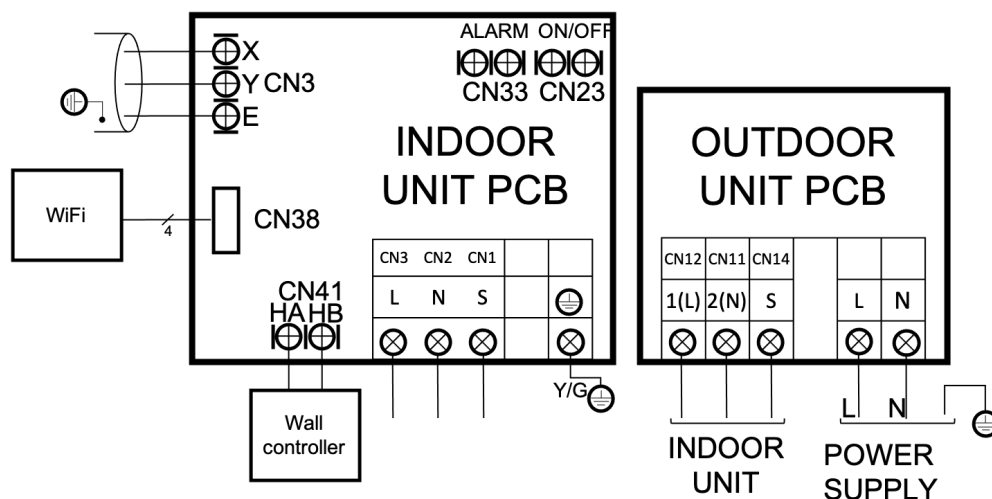 ALARM ON/OFF
CN33 CN23
X
Y CN3
E
INDOOR
UNIT PCB
WiFi
4
CN38
CN3 CN2 CN1
L N S
CN41
HA HB
Y/G
Wall
controller
OUTDOOR
UNIT PCB
CN12 CN11 CN14
1(L) 2(N) S L N
L N
INDOOR
UNIT
POWER
SUPPLY